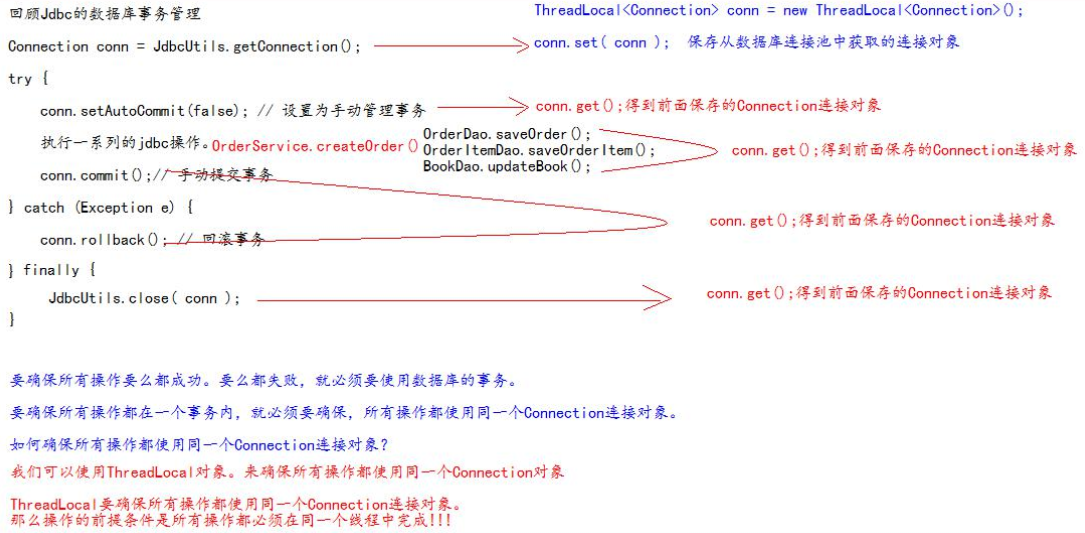 回顾Jdbc的数据库事务管理
ThreadLocal<Connection> conn = new ThreadLocal<Connection>();
Connection conn = JdbcUtils.getConnection();
conn.set( conn ); 保存从数据库连接池中获取的连接对象
try {
conn.setAutoCommit(false); // 设置为手动管理事务
conn.get();得到前面保存的Connection连接对象
执行一系列的jdbc操作。OrderService.createOrder()
OrderDao.saveOrder();
OrderItemDao.saveOrderItem();
BookDao.updateBook();
conn.get();得到前面保存的Connection连接对象
conn.commit();// 手动提交事务
} catch (Exception e) {
conn.get();得到前面保存的Connection连接对象
conn.rollback(); // 回滚事务
} finally {
JdbcUtils.close( conn );
conn.get();得到前面保存的Connection连接对象
}
要确保所有操作要么都成功。要么都失败，就必须要使用数据库的事务。
要确保所有操作都在一个事务内，就必须要确保，所有操作都使用同一个Connection连接对象。
如何确保所有操作都使用同一个Connection连接对象？
我们可以使用ThreadLocal对象。来确保所有操作都使用同一个Connection对象
ThreadLocal要确保所有操作都使用同一个Connection连接对象。
那么操作的前提条件是所有操作都必须在同一个线程中完成!!!